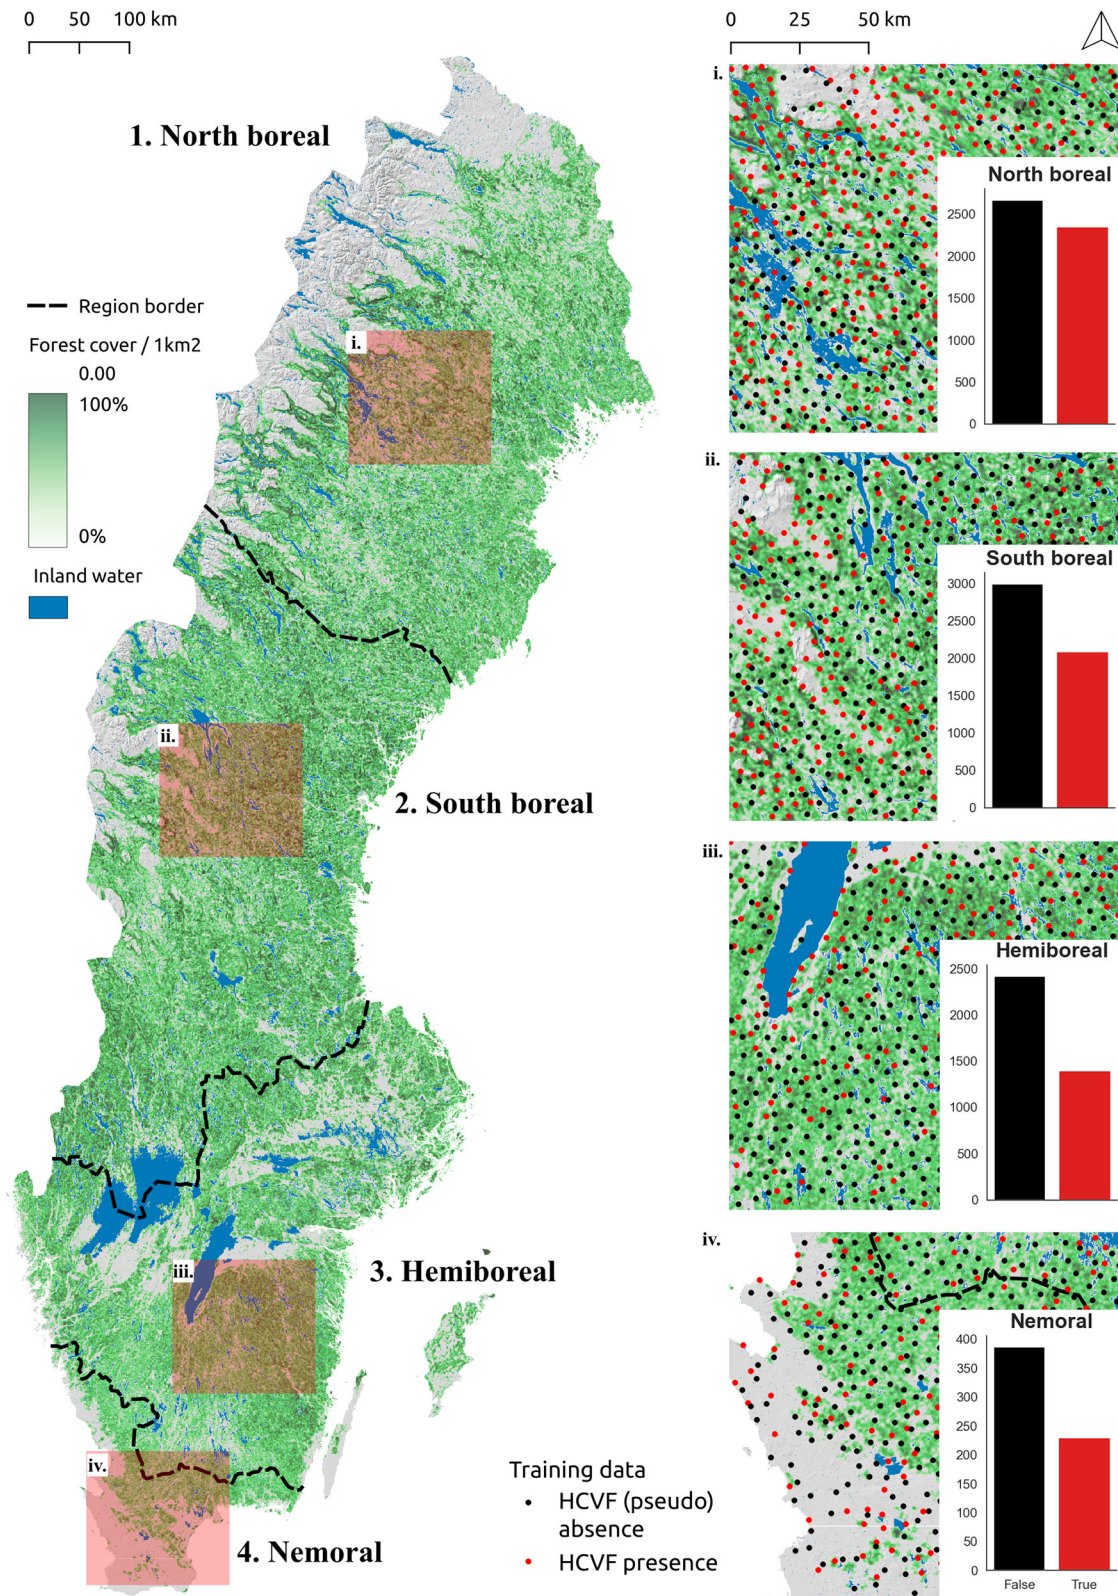 0 50 100 km
1. North boreal
Region border
Forest cover / 1km2
0.00
100%
0%
Inland water
i.
ii.
2. South boreal
3. Hemiboreal
iii.
iv.
4. Nemoral
Training data
HCVF (pseudo)
absence
HCVF presence
0 25 50 km
i.
North boreal
2500
2000
1500
1000
500
0
ii.
South boreal
3000
2500
2000
1500
1000
500
0
iii.
Hemiboreal
2500
2000
1500
1000
500
0
iv.
Nemoral
400
350
300
250
200
150
100
50
0
False True